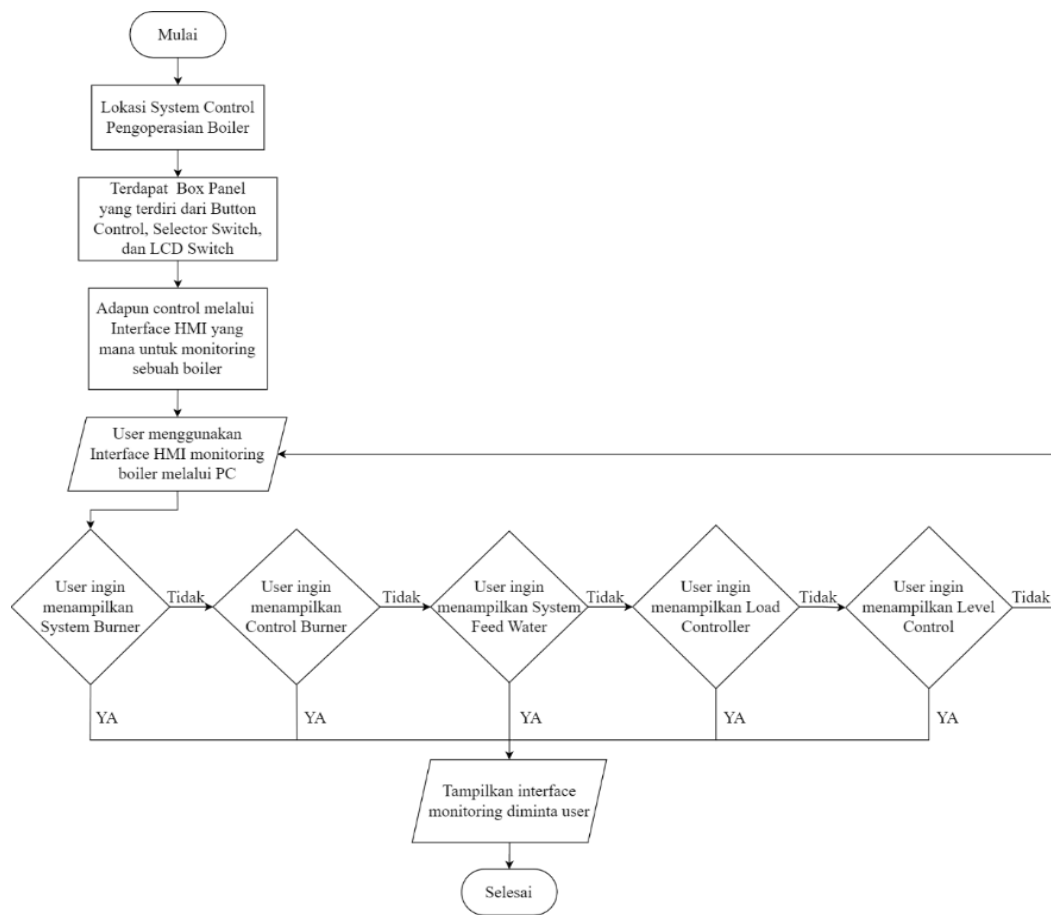 Mulai
Lokasi System Control
Pengoperasian Boiler
Terdapat Box Panel
yang terdiri dari Button
Control, Selector Switch,
dan LCD Switch
Adapun control melalui
Interface HMI yang
mana untuk monitoring
sebuah boiler
User menggunakan
Interface HMI monitoring
boiler melalui PC
User ingin
menampilkan
System Burner
Tidak
User ingin
menampilkan
Control Burner
Tidak
User ingin
menampilkan System
Feed Water
Tidak
User ingin
menampilkan Load
Controller
Tidak
User ingin
menampilkan Level
Control
Tidak
YA
YA
YA
YA
YA
Tampilkan interface
monitoring diminta user
Selesai